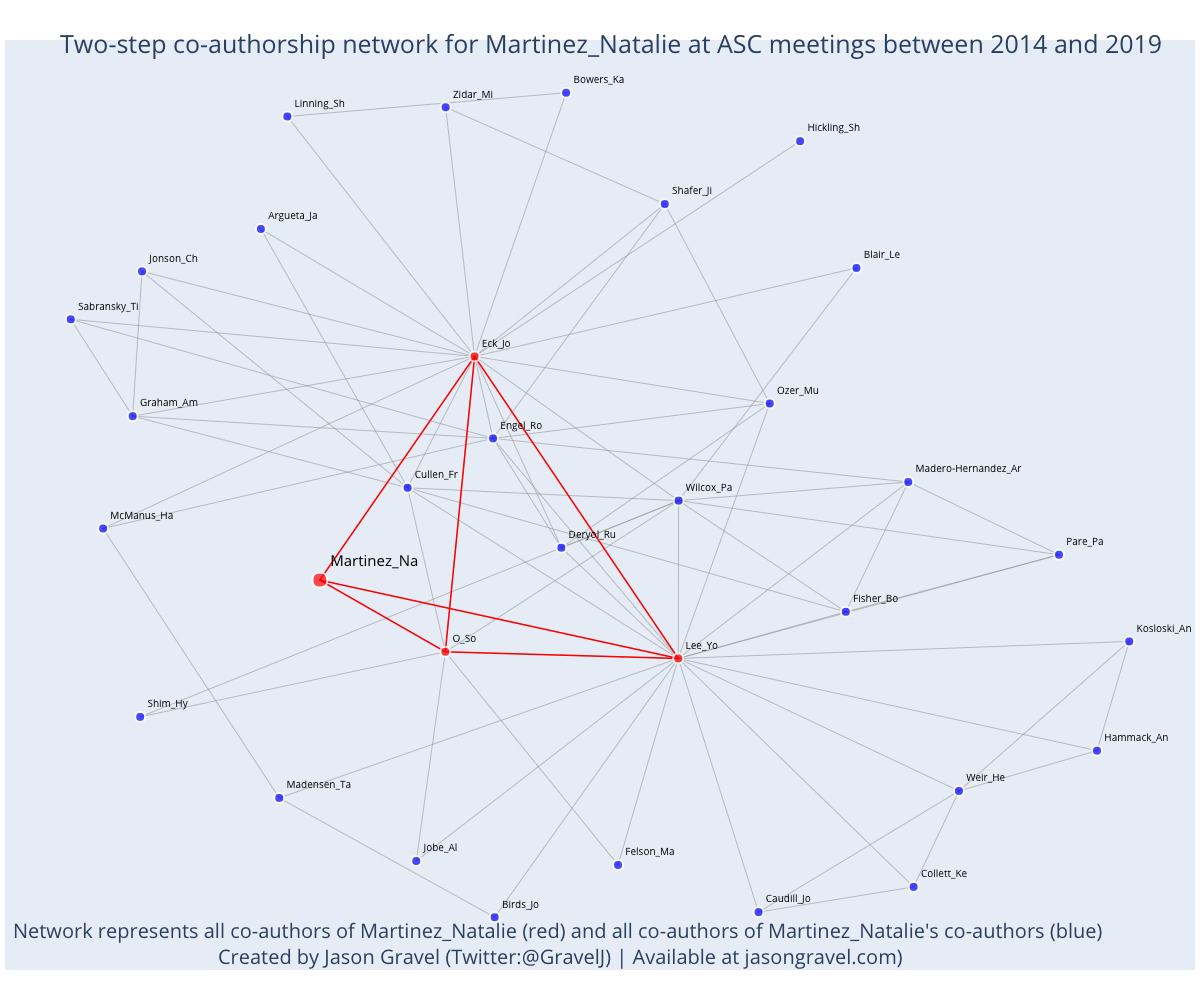 Two-step co-authorship network for Martinez_Natalie at ASC meetings between 2014 and 2019
Bowers_Ka
Zidar_Mi
Linning_Sh
Hickling_Sh
Shafer_Ji
Argueta_Ja
Blair_Le
Jonson_Ch
Sabransky_Ti
Eck_Jo
Ozer_Mu
Graham_Am
Engel_Ro
Madero-Hernandez_Ar
Cullen_Fr
Wilcox_Pa
McManus_Ha
Deryol_Ru
Pare_Pa
Martinez_Na
Fisher_Bo
Kosloski_An
O_So
Lee_Yo
Shim_Hy
Hammack_An
Weir_He
Madensen_Ta
Jobe_Al
Felson_Ma
Collett_Ke
Caudill_Jo
Birds_Jo
Network represents all co-authors of Martinez_Natalie (red) and all co-authors of Martinez_Natalie's co-authors (blue)
Created by Jason Gravel (Twitter:@GravelJ) | Available at jasongravel.com)